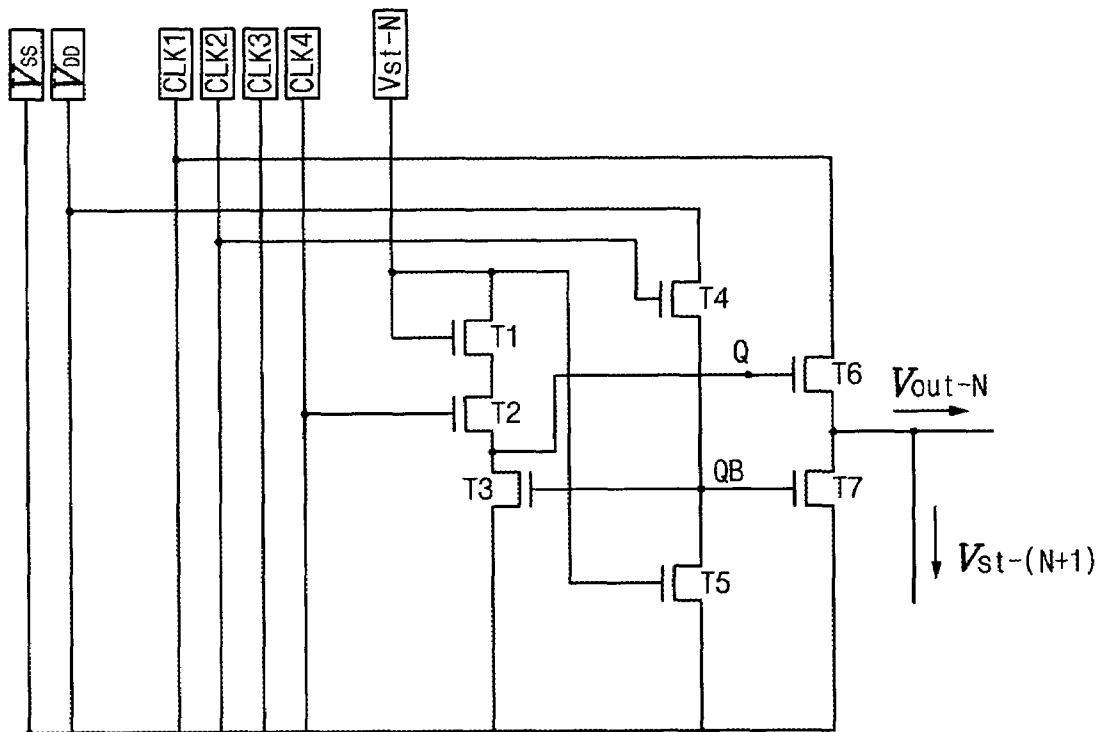 VSS
VDD
CLK1
CLK2
CLK3
CLK4
Vst-N
T4
T1
Q
T6
Vout-N
T2
T3
QB
T7
T5
Vst-(N+1)